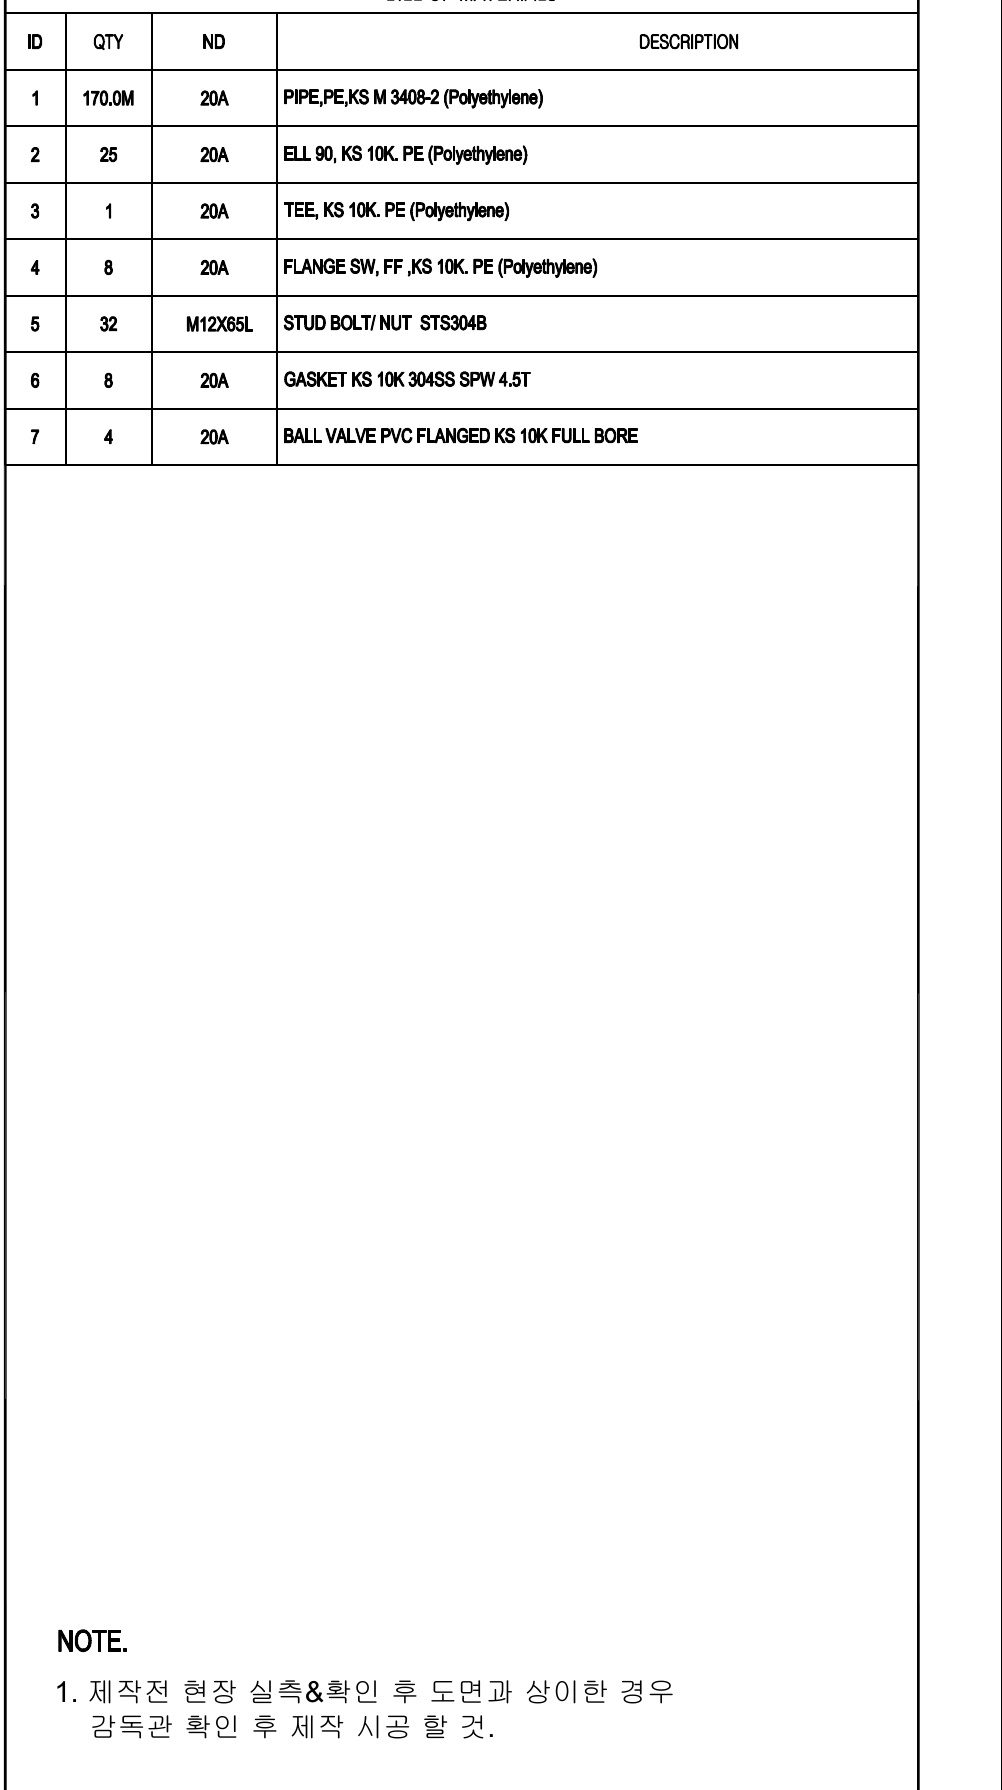 ID QTY ND DESCRIPTION
1 170.0M 20A PIPE,PE,KS M 3408-2 (Polyethylene)
2 25 20A ELL 90, KS 10K. PE (Polyethylene)
3 1 20A TEE, KS 10K. PE (Polyethylene)
4 8 20A FLANGE SW, FF ,KS 10K. PE (Polyethylene)
5 32 M12X65L STUD BOLT/ NUT STS304B
6 8 20A GASKET KS 10K 304SS SPW 4.5T
7 4 20A BALL VALVE PVC FLANGED KS 10K FULL BORE
NOTE.
1. 제작전 현장 실측&확인 후 도면과 상이한 경우
감독관 확인 후 제작 시공 할 것.